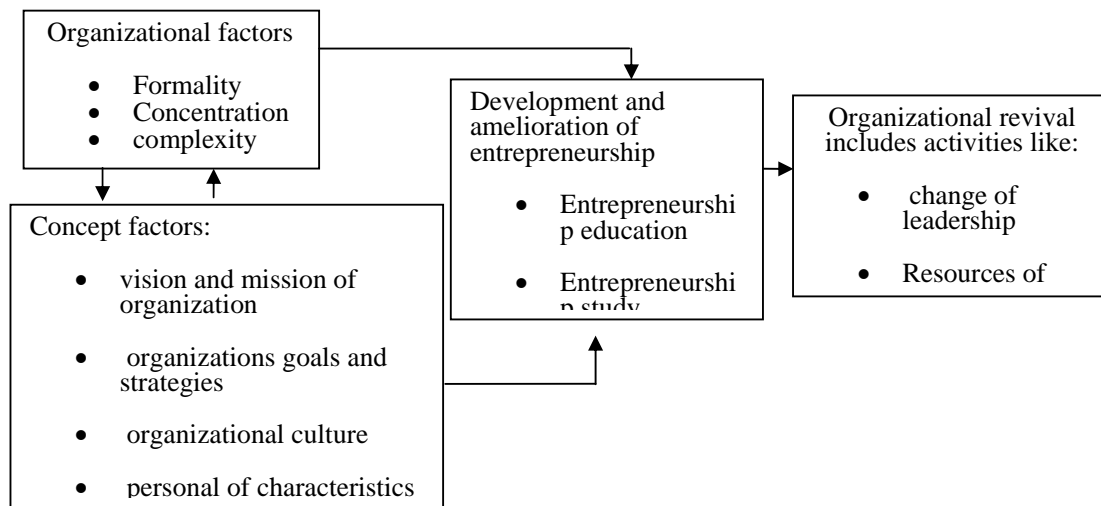 Organizational factors
• Formality
• Concentration
• complexity
Concept factors:
• vision and mission of
organization
• organizations goals and
strategies
• organizational culture
• personal of characteristics
Development and
amelioration of
entrepreneurship
• Entrepreneurshi
p education
• Entrepreneurshi
p study
Organizational revival
includes activities like:
• change of
leadership
• Resources of